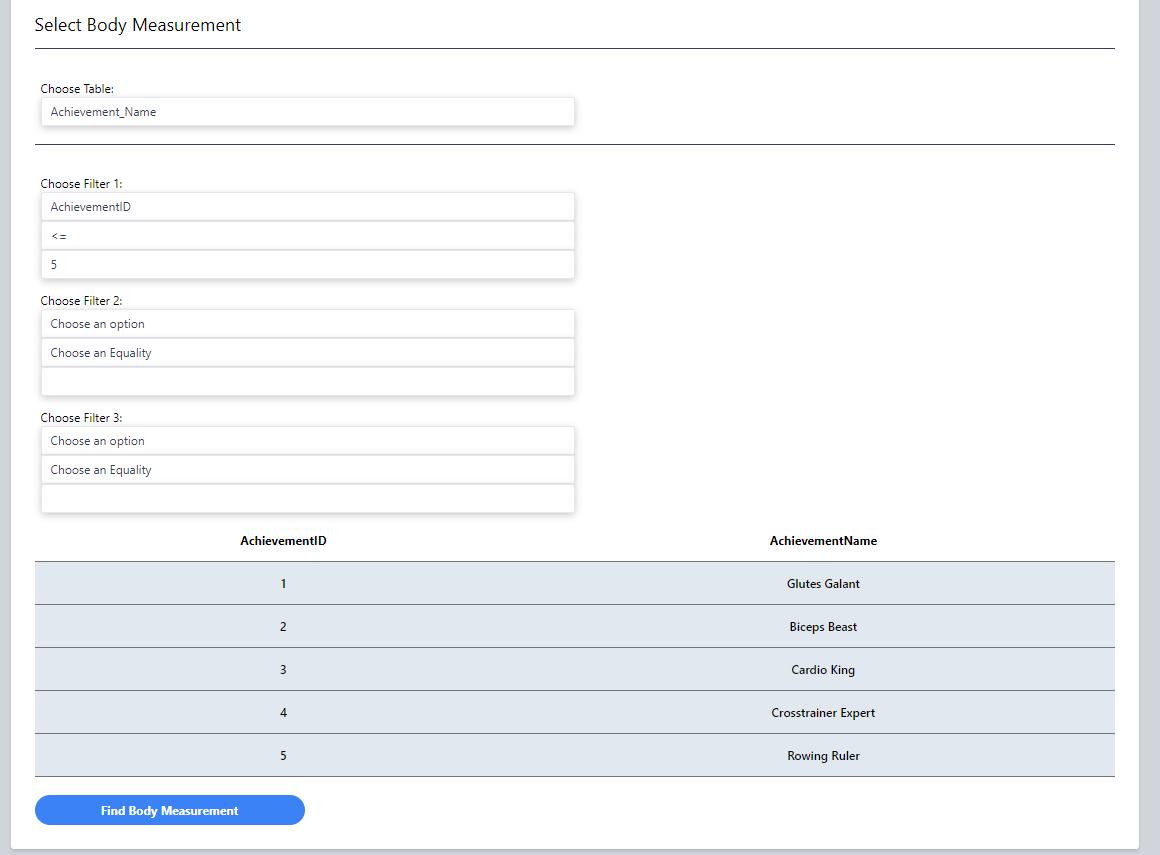 Select Body Measurement
Choose Table:
Achievement_Name
Choose Filter 1:
AchievementID
<=
5
Choose Filter 2:
Choose an option
Choose an Equality
Choose Filter 3:
Choose an option
Choose an Equality
AchievementID AchievementName
1 Glutes Galant
2 Biceps Beast
3 Cardio King
4 Crosstrainer Expert
5 Rowing Ruler
Find Body Measurement